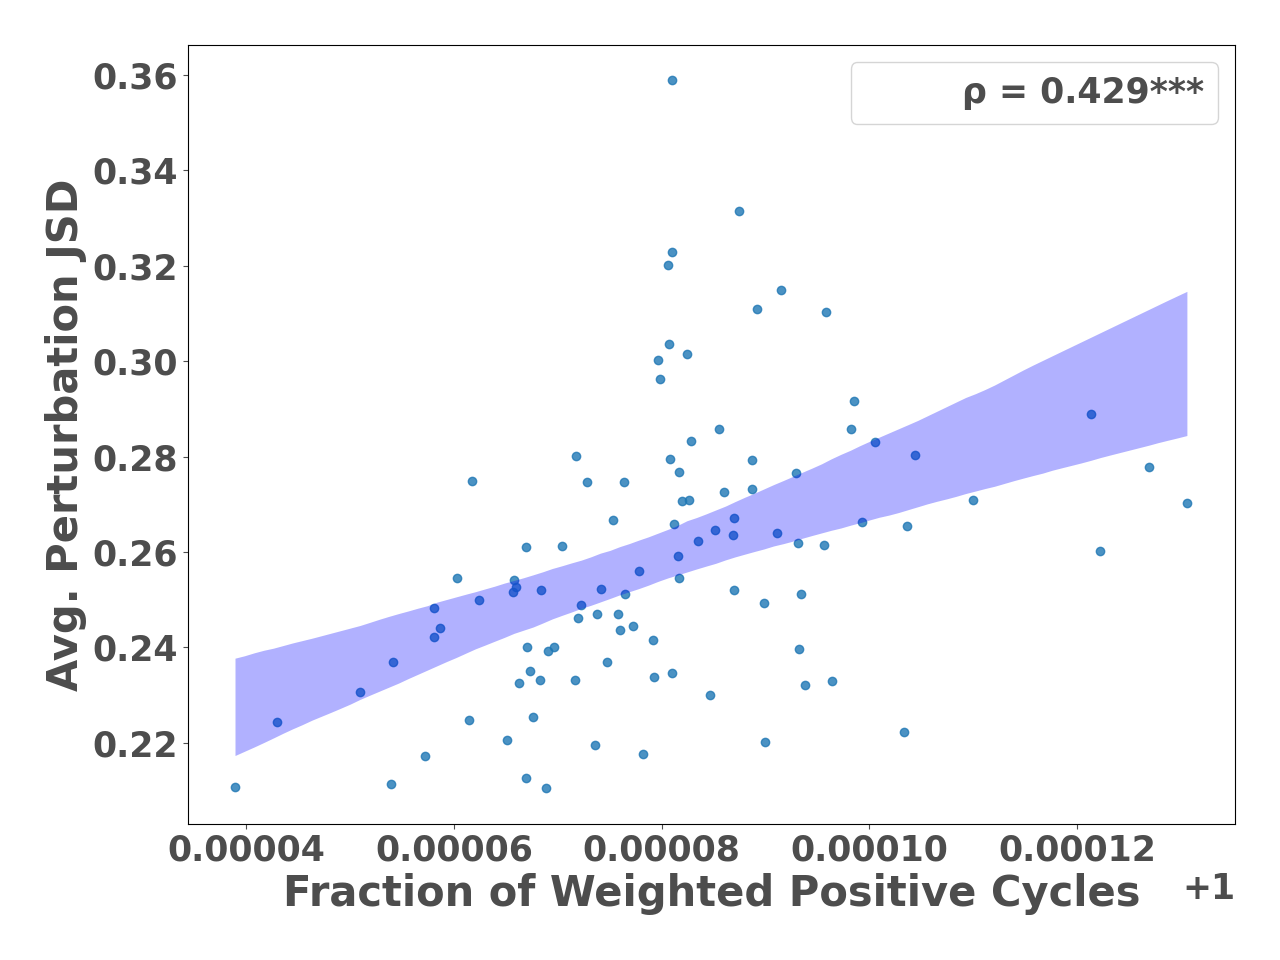 ρ = 0.429***
Avg. Perturbation JSD
0.36
0.34
0.32
0.30
0.28
0.26
0.24
0.22
0.00004 0.00006 0.00008 0.00010 0.00012
Fraction of Weighted Positive Cycles +1